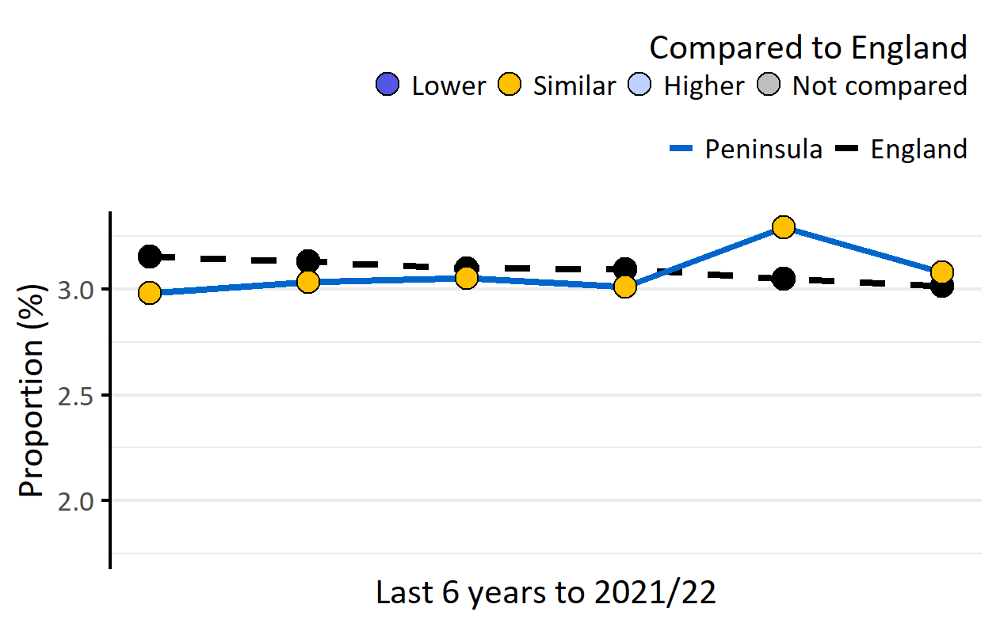 Compared to England
Lower Similar Higher Not compared
Peninsula England
Proportion (%)
3.0
2.5
2.0
Last 6 years to 2021/22